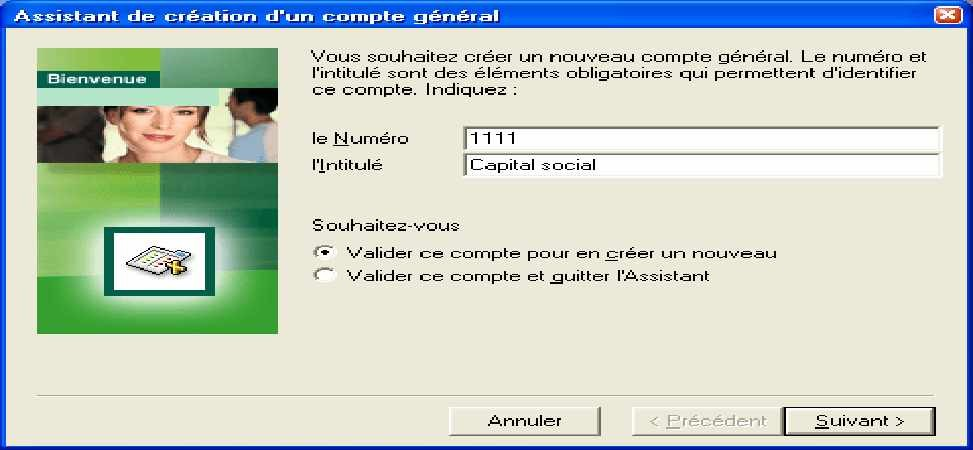 Assistant de création d'un compte général
Bienvenue
Vous souhaitez créer un nouveau compte général. Le numéro et
l'intitulé sont des éléments obligatoires qui permettent d'identifier
ce compte. Indiquez :
le Numéro 1111
l'Intitulé Capital social
Souhaitez-vous
Valider ce compte pour en créer un nouveau
Valider ce compte et quitter l'Assistant
Annuler < Précédent Suivant >